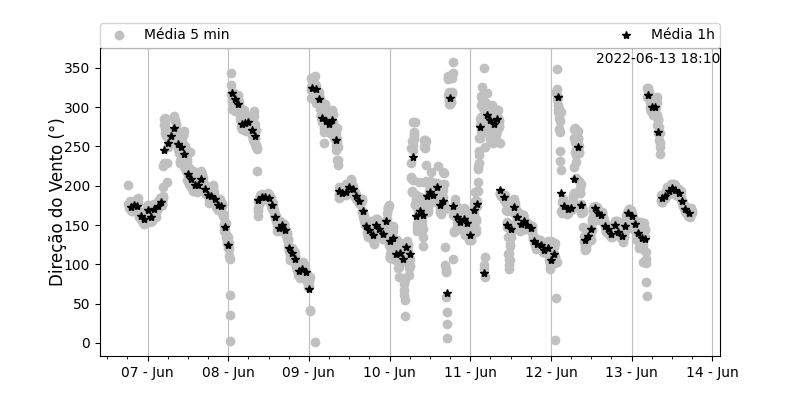 Média 5 min
Média 1h
2022-06-13 18:10
Direção do Vento (°)
350
300
250
200
150
100
50
0
07 - Jun
08 - Jun
09 - Jun
10 - Jun
11 - Jun
12 - Jun
13 - Jun
14 - Jun